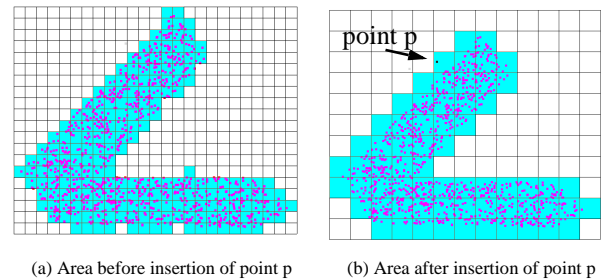 point p
(a) Area before insertion of point p
(b) Area after insertion of point p